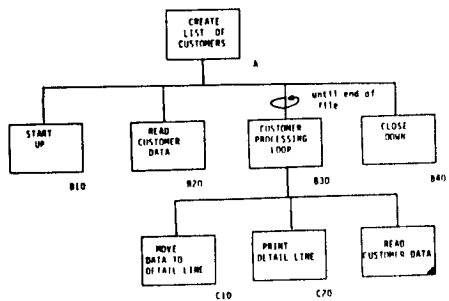 CREATE
LIST OF
CUSTOMERS
A
until end of
file
START
UP
READ
CUSTOMER
DATA
CUSTOMER
PROCESSING
LOOP
CLOSE
DOWN
B10
B20
B30
B40
MOVE
DATA TO
DETAIL LINE
PRINT
DETAIL LINE
READ
CUSTOMER DATA
C10
C20